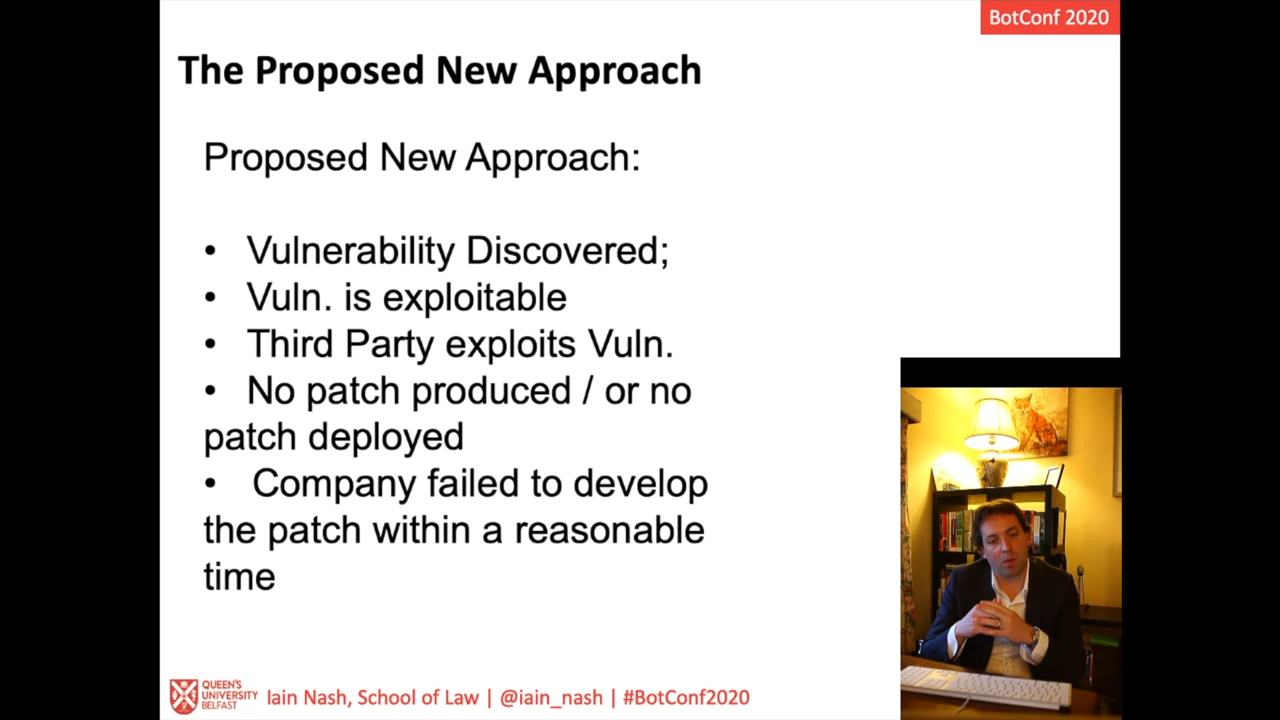 BotConf 2020
The Proposed New Approach
Proposed New Approach:
• Vulnerability Discovered;
• Vuln. is exploitable
• Third Party exploits Vuln.
• No patch produced / or no
patch deployed
• Company failed to develop
the patch within a reasonable
time
QUEEN'S
UNIVERSITY
BELFAST
Iain Nash, School of Law | @iain_nash | #BotConf2020